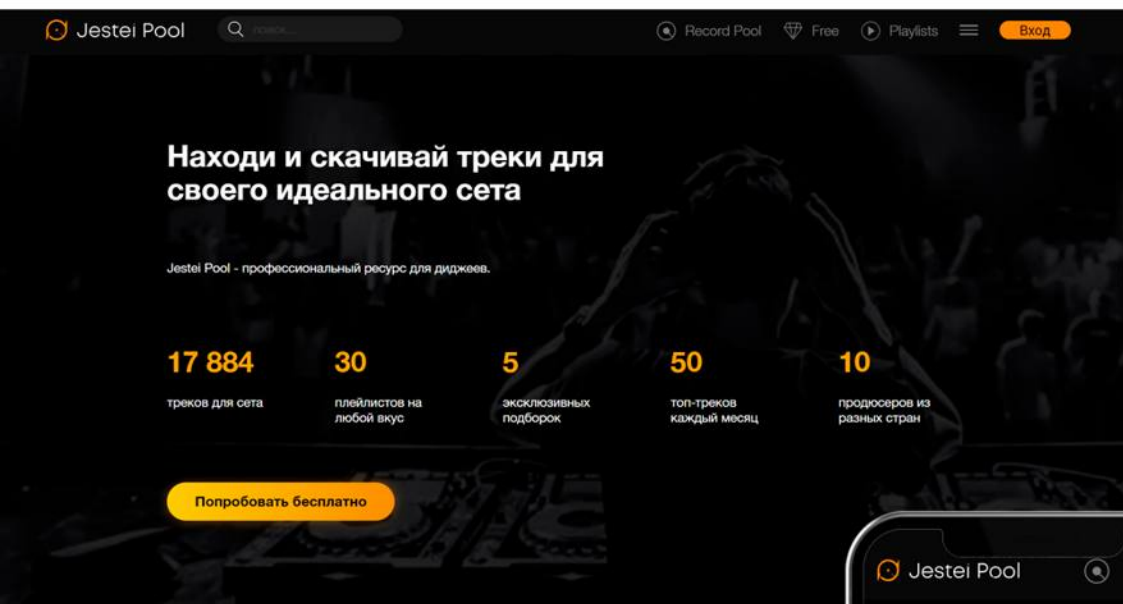 Jestei Pool
поиск...
Record Pool
Free
Playlists
Вход
Находи и скачивай треки для
своего идеального сета
Jestei Pool - профессиональный ресурс для диджеев.
17 884
30
5
50
10
треков для сета
плейлистов на
любой вкус
эксклюзивных
подборок
топ-треков
каждый месяц
продюсеров из
разных стран
Попробовать бесплатно
Jestei Pool